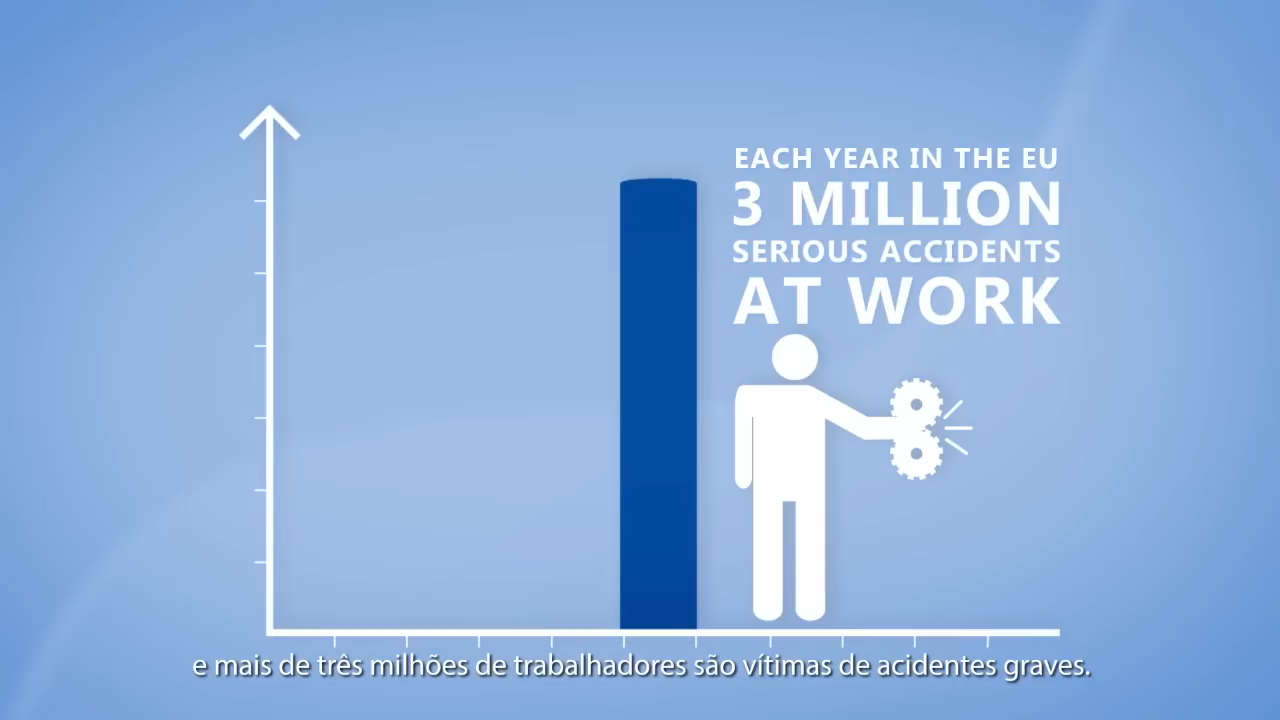 EACH YEAR IN THE EU
3 MILLION
SERIOUS ACCIDENTS
AT WORK
e mais de três milhões de trabalhadores são vítimas de acidentes graves.